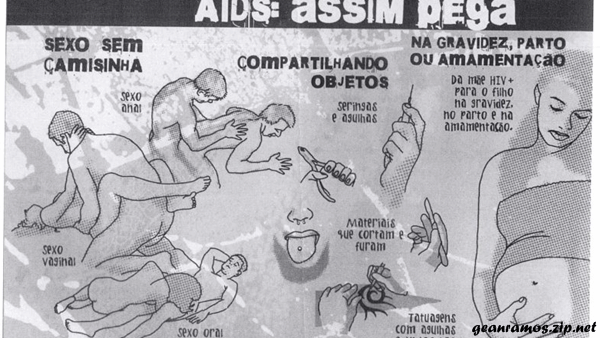 AIDS: ASSIM PEGA
SEXO SEM
CAMISINHA
sexo
anal
sexo
vaginal
sexo oral
COMPARTILHANDO
OBJETOS
seringas
e agulhas
Materiais
que cortam e
furam
Tatuagens
com agulhas
NA GRAVIDEZ, PARTO
OU AMAMENTAÇÃO
Da mãe HIV+
para o filho
na gravidez,
no parto e na
amamentação.
geanramos.zip.net